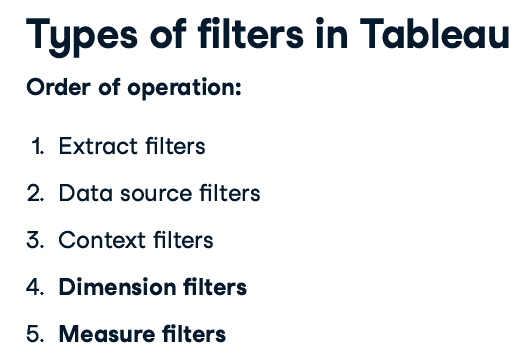 Types of filters in Tableau
Order of operation:
1. Extract filters
2. Data source filters
3. Context filters
4. Dimension filters
5. Measure filters